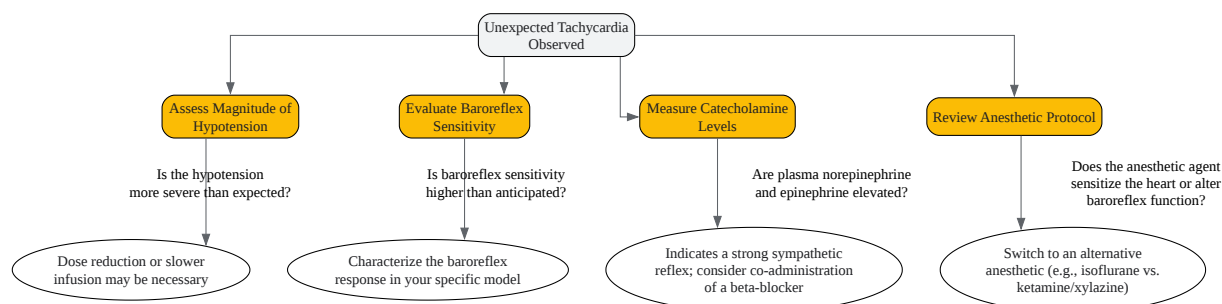 Unexpected Tachycardia
Observed
Assess Magnitude of
Hypotension
Evaluate Baroreflex
Sensitivity
Measure Catecholamine
Levels
Review Anesthetic Protocol
Is the hypotension
more severe than expected?
Is baroreflex sensitivity
higher than anticipated?
Are plasma norepinephrine
and epinephrine elevated?
Does the anesthetic agent
sensitize the heart or alter
baroreflex function?
Dose reduction or slower
infusion may be necessary
Characterize the baroreflex
response in your specific model
Indicates a strong sympathetic
reflex; consider co-administration
of a beta-blocker
Switch to an alternative
anesthetic (e.g., isoflurane vs.
ketamine/xylazine)